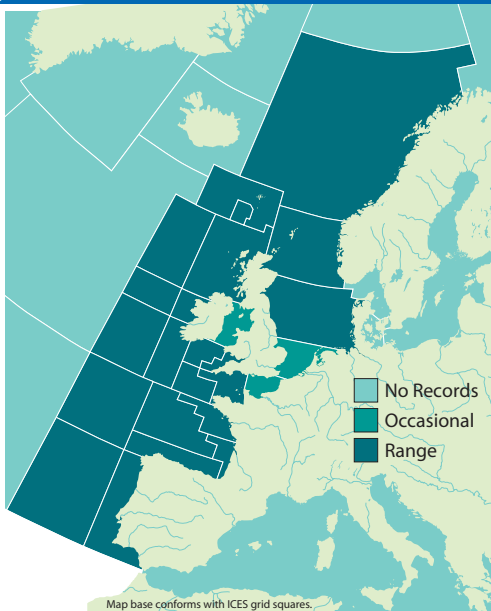 No Records
Occasional
Range
Map base conforms with ICES grid squares.